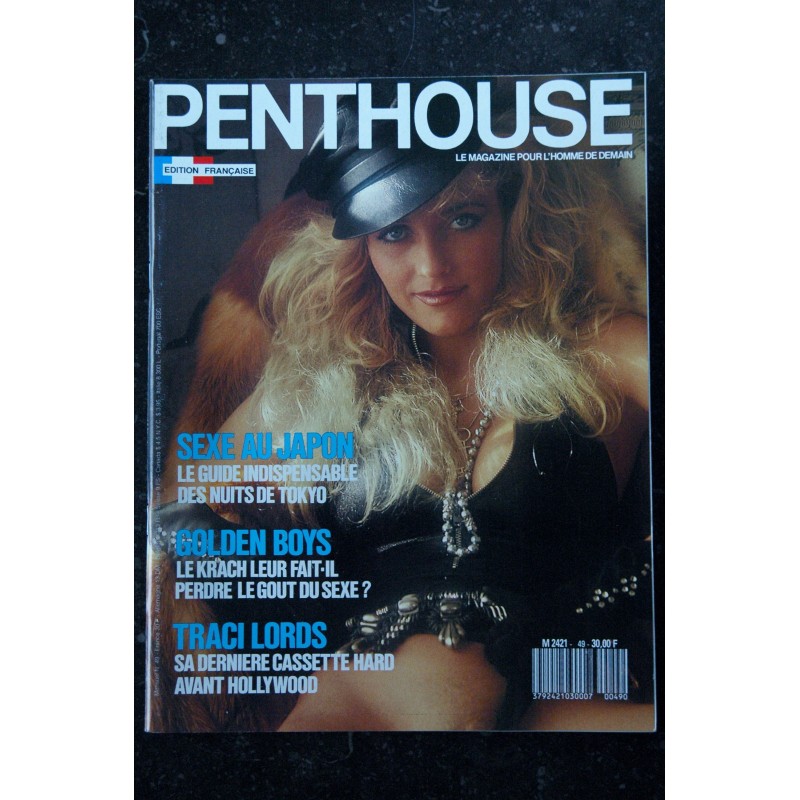 PENTHOUSE
LE MAGAZINE POUR L'HOMME DE DEMAIN
EDITION FRANÇAISE
SEXE AU JAPON
LE GUIDE INDISPENSABLE
DES NUITS DE TOKYO
GOLDEN BOYS
LE KRACH LEUR FAIT-IL
PERDRE LE GOUT DU SEXE ?
TRACI LORDS
SA DERNIERE CASSETTE HARD
AVANT HOLLYWOOD
M 2421 - 49 - 30,00 F
3792421030007 00490